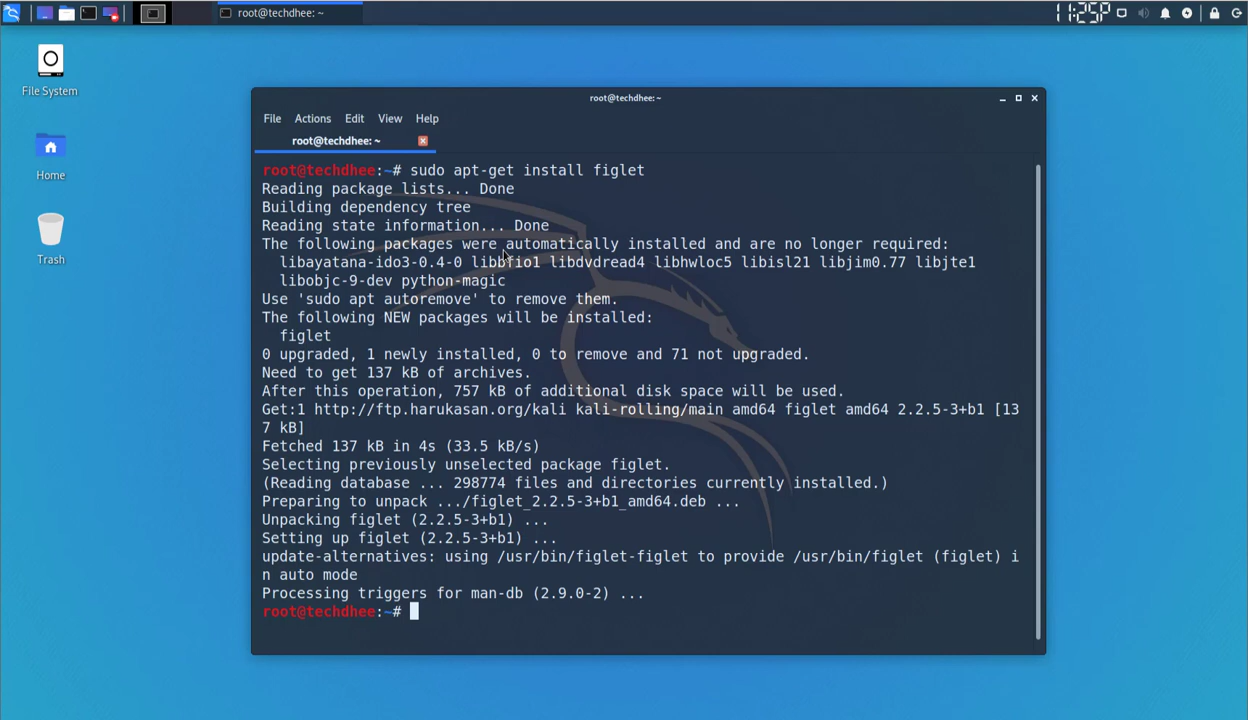 root@techdhee: ~
11:25P
File System
Home
Trash
root@techdhee: ~
File Actions Edit View Help
root@techdhee: ~
root@techdhee:~# sudo apt-get install figlet
Reading package lists... Done
Building dependency tree
Reading state information... Done
The following packages were automatically installed and are no longer required:
libayatana-ido3-0.4-0 libbfio1 libdvdread4 libhwloc5 libisl21 libjim0.77 libjte1
libobjc-9-dev python-magic
Use 'sudo apt autoremove' to remove them.
The following NEW packages will be installed:
figlet
0 upgraded, 1 newly installed, 0 to remove and 71 not upgraded.
Need to get 137 kB of archives.
After this operation, 757 kB of additional disk space will be used.
Get:1 http://ftp.harukasan.org/kali kali-rolling/main amd64 figlet amd64 2.2.5-3+b1 [13
7 kB]
Fetched 137 kB in 4s (33.5 kB/s)
Selecting previously unselected package figlet.
(Reading database ... 298774 files and directories currently installed.)
Preparing to unpack .../figlet_2.2.5-3+b1_amd64.deb ...
Unpacking figlet (2.2.5-3+b1) ...
Setting up figlet (2.2.5-3+b1) ...
update-alternatives: using /usr/bin/figlet-figlet to provide /usr/bin/figlet (figlet) i
n auto mode
Processing triggers for man-db (2.9.0-2) ...
root@techdhee:~#